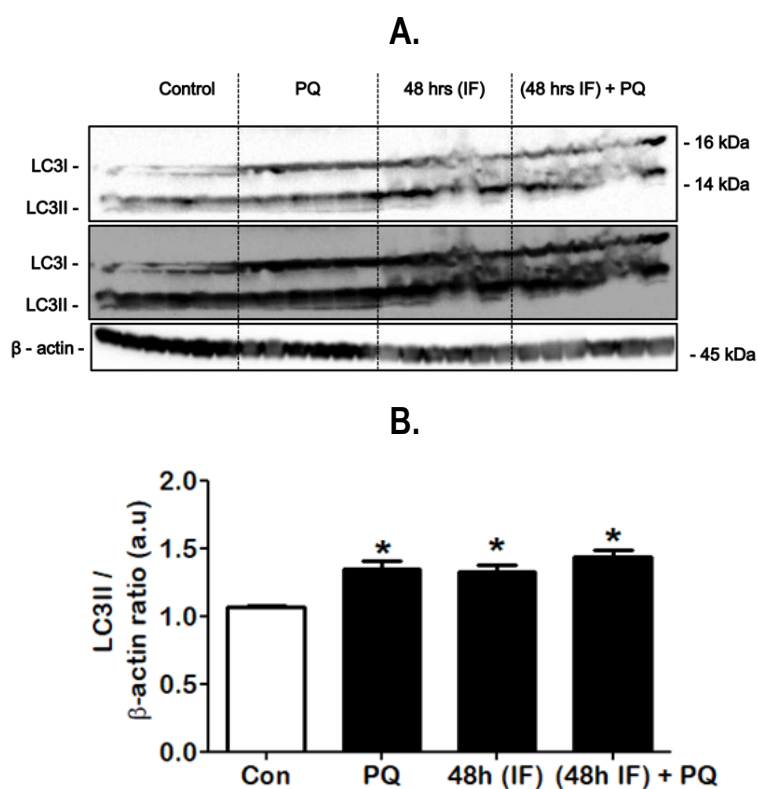 A.
Control PQ 48 hrs (IF) (48 hrs IF) + PQ
- 16 kDa
LC3I -
- 14 kDa
LC3II -
LC3I -
LC3II -
β - actin -
- 45 kDa
B.
LC3II /
β-actin ratio (a.u)
2.0
1.5
1.0
0.5
0.0
* * *
Con PQ 48h (IF) (48h IF) + PQ